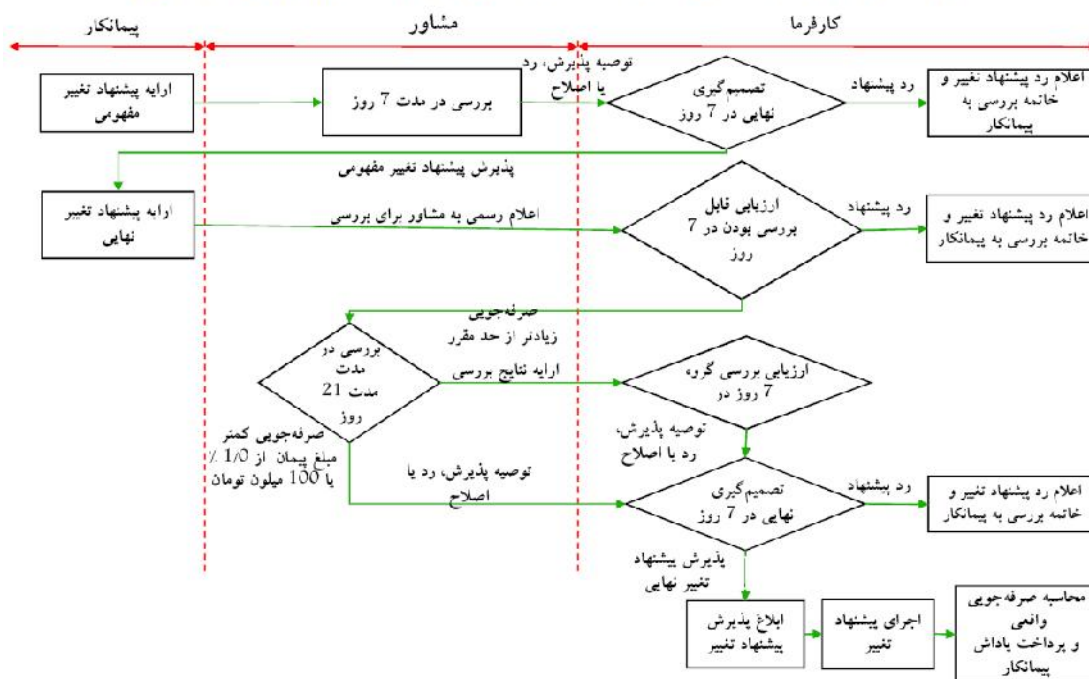 کارفرما
مشاور
پیمانکار
ارایه پیشنهاد تغییر
مفهومی
بررسی در مدت 7 روز
توصیه پذیرش، رد
یا اصلاح
تصمیم‌گیری
نهایی در 7 روز
رد پیشنهاد
اعلام رد پیشنهاد تغییر و
خاتمه بررسی به
پیمانکار
پذیرش پیشنهاد تغییر مفهومی
ارایه پیشنهاد تغییر
نهایی
اعلام رسمی به مشاور برای بررسی
ارزیابی قابل
بررسی بودن در 7
روز
رد پیشنهاد
اعلام رد پیشنهاد تغییر و
خاتمه بررسی به پیمانکار
صرفه‌جویی
زیادتر از حد مقرر
بررسی در
مدت
مدت 21
روز
ارایه نتایج بررسی
ارزیابی بررسی گروه
7 روز در
صرفه‌جویی کمتر
مبلغ پیمان از 1/0 ٪
یا 100 میلون تومان
توصیه پذیرش، رد یا
اصلاح
توصیه پذیرش،
رد یا اصلاح
تصمیم‌گیری
نهایی در 7 روز
رد پیشنهاد
اعلام رد پیشنهاد تغییر و
خاتمه بررسی به پیمانکار
پذیرش پیشنهاد
تغییر نهایی
ابلاغ پذیرش
پیشنهاد تغییر
اجرای پیشنهاد
تغییر
محاسبه صرفه‌جویی
واقعی
و پرداخت پاداش
پیمانکار